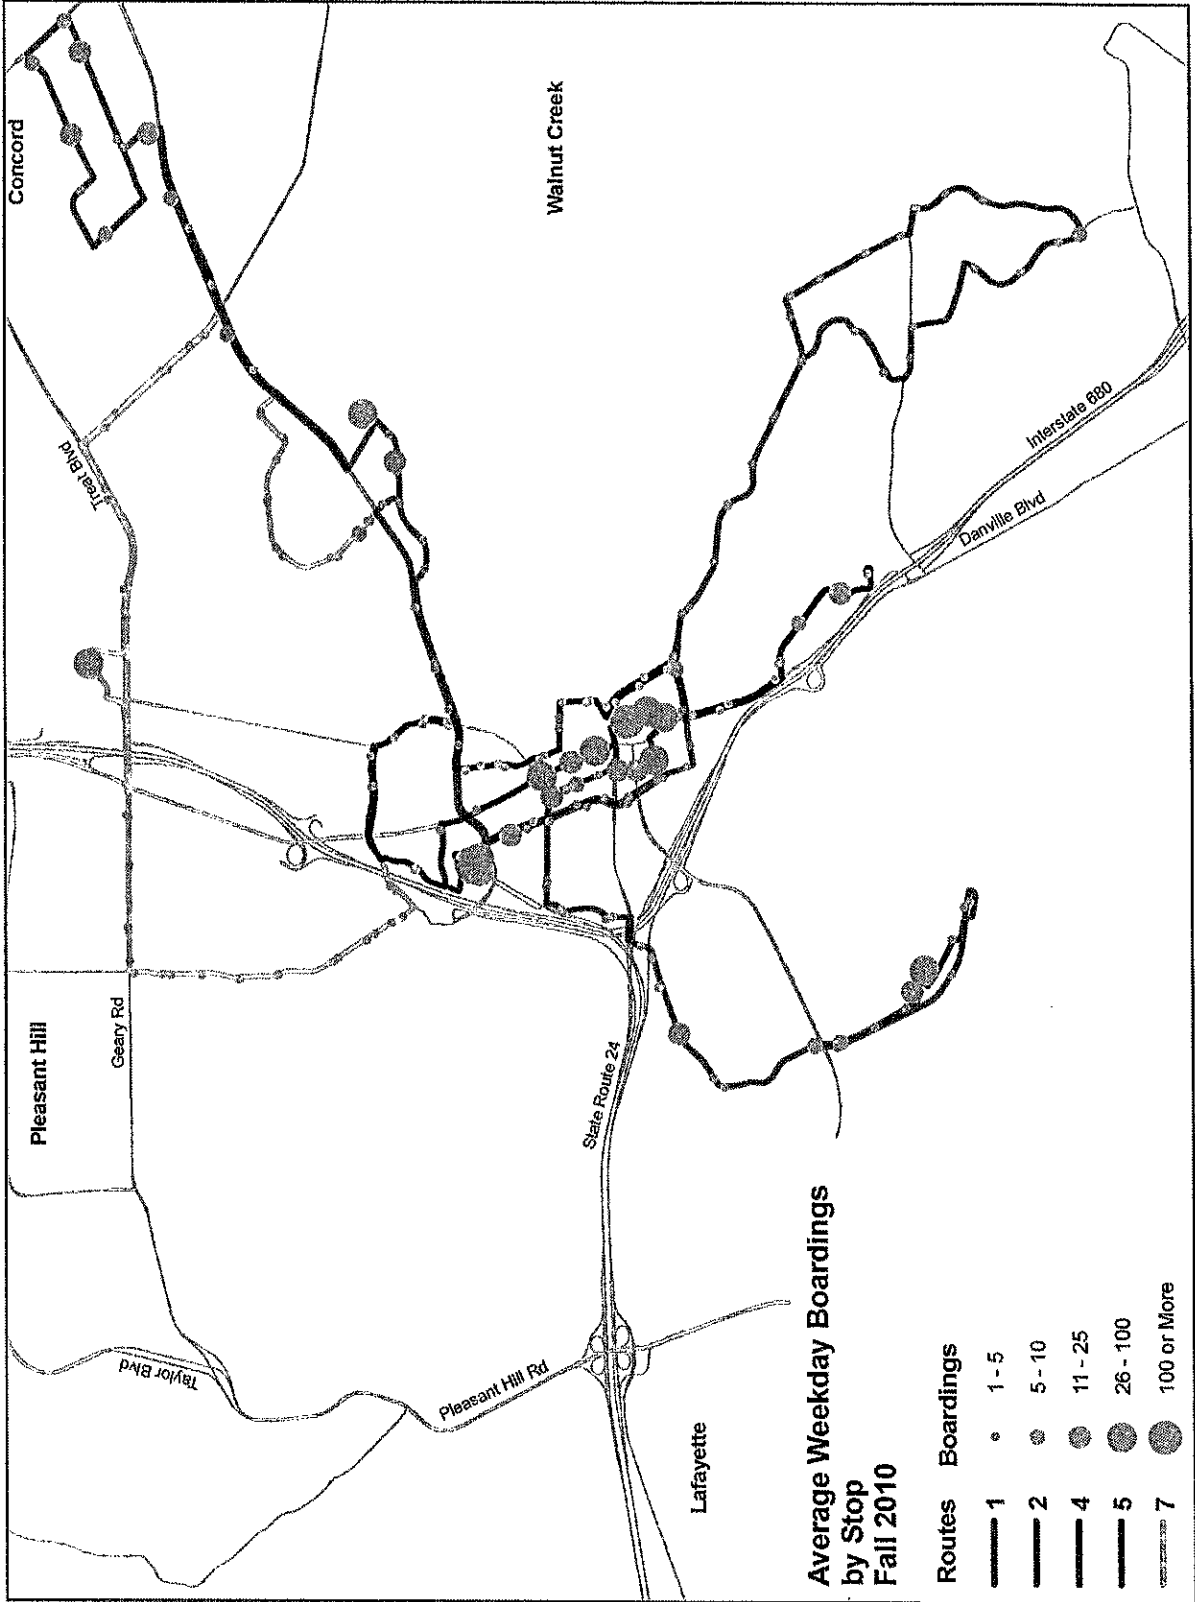 Concord
Walnut Creek
Treat Blvd
Pleasant Hill
Geary Rd
Interstate 680
Danville Blvd
State Route 24
Taylor Blvd
Pleasant Hill Rd
Lafayette
Average Weekday Boardings
by Stop
Fall 2010
Routes Boardings
1 1 - 5
2 5 - 10
4 11 - 25
5 26 - 100
7 100 or More